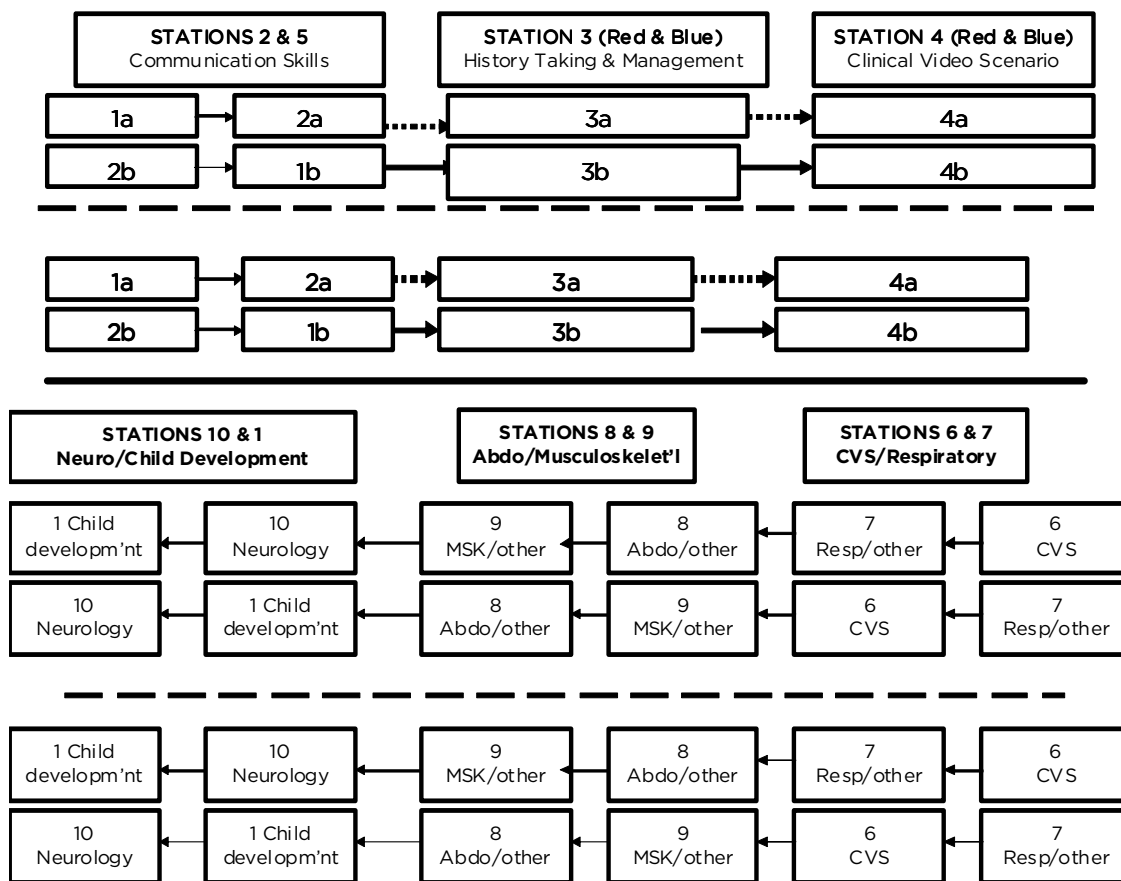 STATIONS 2 & 5
Communication Skills
STATION 3 (Red & Blue)
History Taking & Management
STATION 4 (Red & Blue)
Clinical Video Scenario
1a
2a
3a
4a
2b
1b
3b
4b
1a
2a
3a
4a
2b
1b
3b
4b
STATIONS 10 & 1
Neuro/Child Development
STATIONS 8 & 9
Abdo/Musculoskelet'l
STATIONS 6 & 7
CVS/Respiratory
1 Child
developm'nt
10
Neurology
9
MSK/other
8
Abdo/other
7
Resp/other
6
CVS
10
Neurology
1 Child
developm'nt
8
Abdo/other
9
MSK/other
6
CVS
7
Resp/other
1 Child
developm'nt
10
Neurology
9
MSK/other
8
Abdo/other
7
Resp/other
6
CVS
10
Neurology
1 Child
developm'nt
8
Abdo/other
9
MSK/other
6
CVS
7
Resp/other